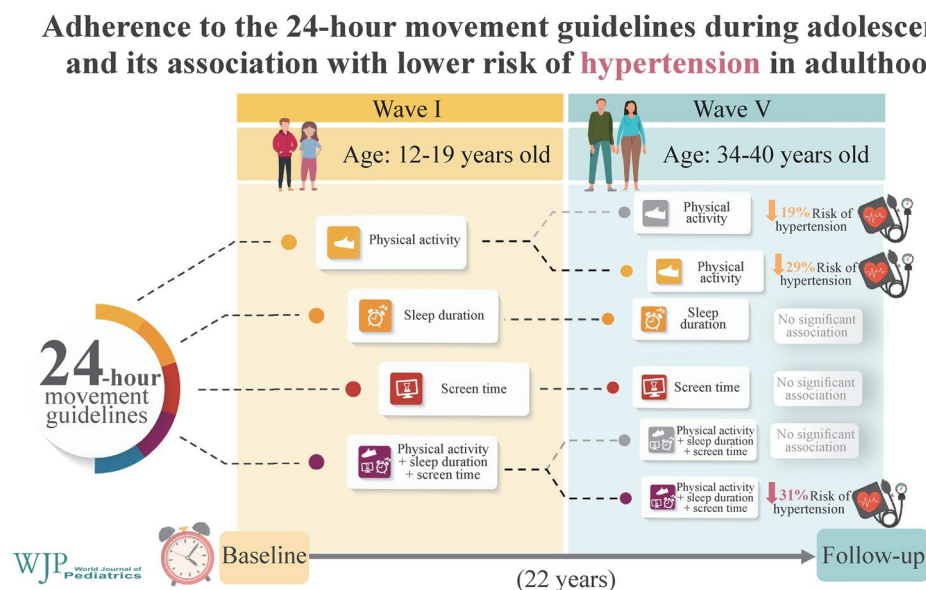 Adherence to the 24-hour movement guidelines during adolescen
and its association with lower risk of hypertension in adulthoo
Wave I
Wave V
Age: 12-19 years old
Age: 34-40 years old
24-hour
movement
guidelines
Physical activity
Sleep duration
Screen time
Physical activity
+ sleep duration
+ screen time
Physical
activity
19% Risk of
hypertension
Physical
activity
29% Risk of
hypertension
Sleep
duration
No significant
association
Screen time
No significant
association
Physical activity
+ sleep duration
+ screen time
No significant
association
Physical activity
+ sleep duration
+ screen time
31% Risk of
hypertension
WJP World Journal of
Pediatrics
Baseline
(22 years)
Follow-up